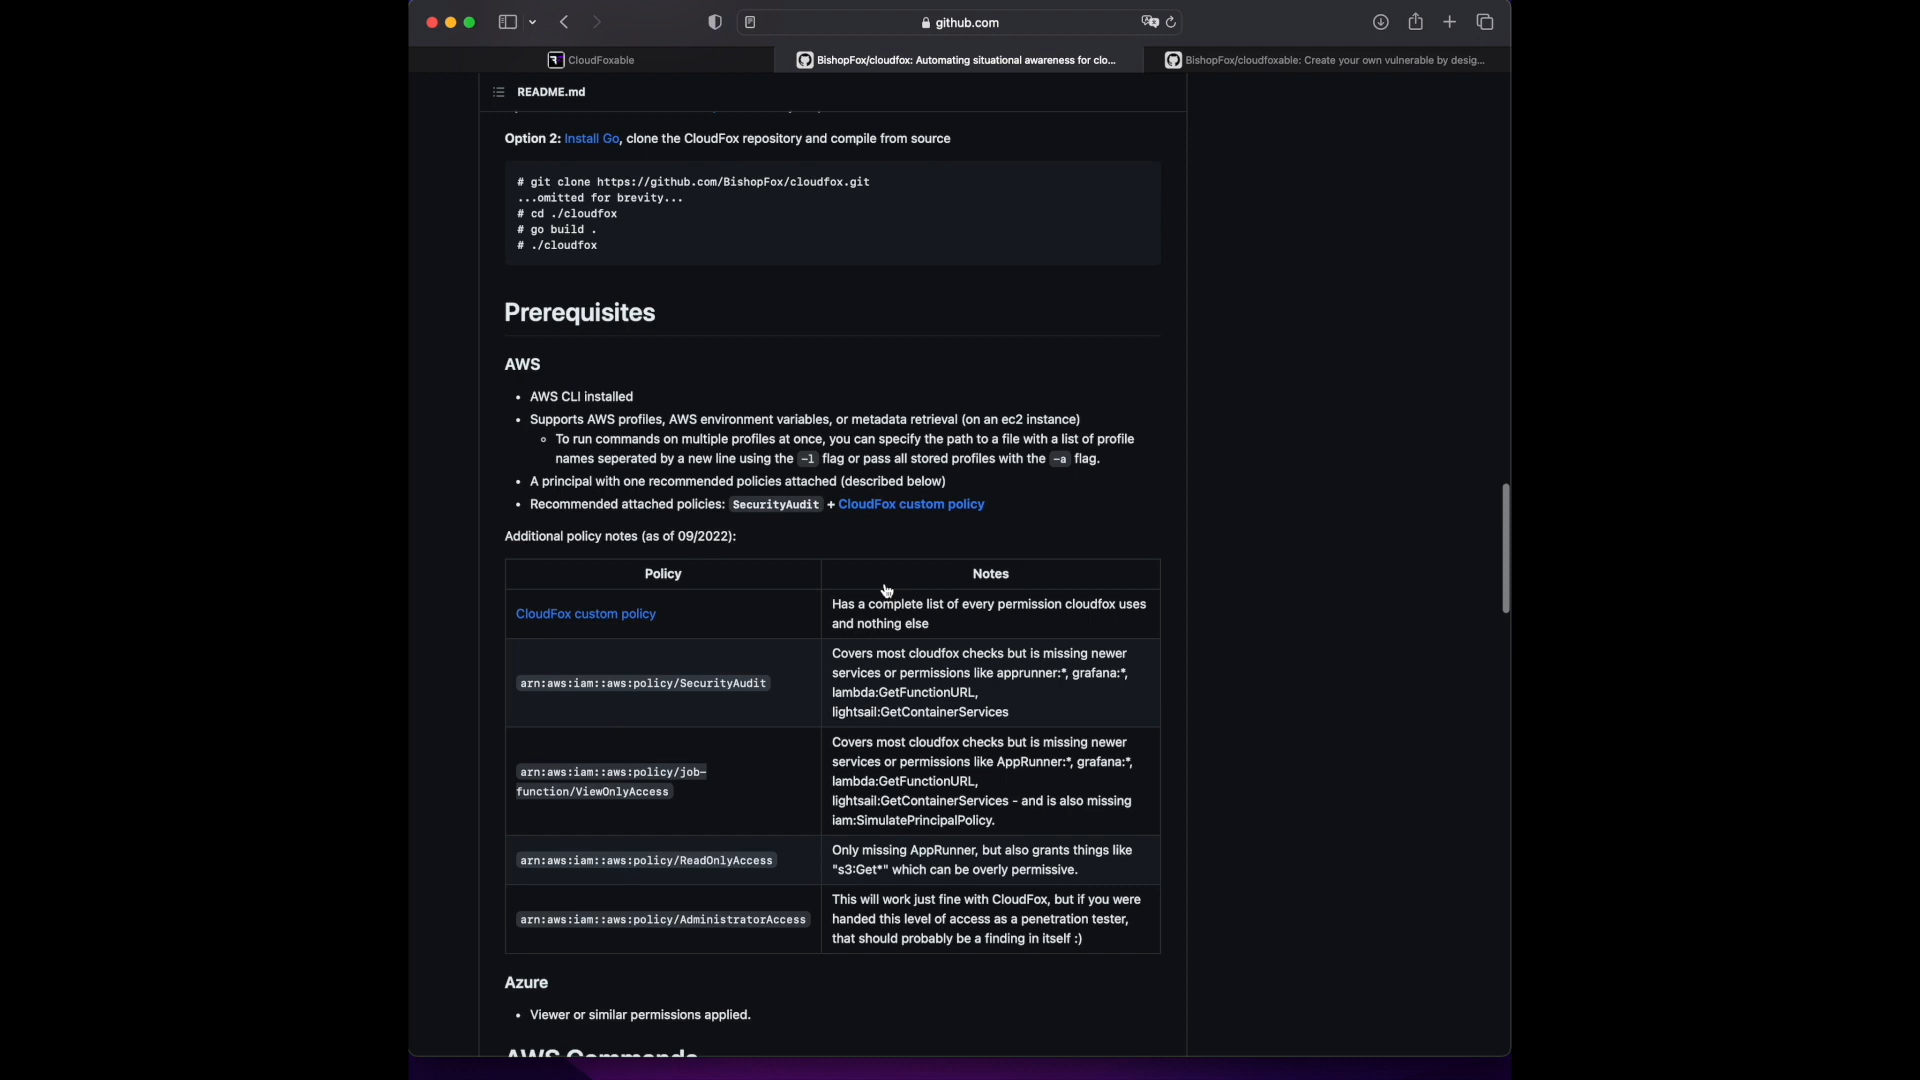 github.com
CloudFoxable
BishopFox/cloudfox: Automating situational awareness for clo...
BishopFox/cloudfoxable: Create your own vulnerable by desig...
README.md
Option 2: Install Go, clone the CloudFox repository and compile from source
# git clone https://github.com/BishopFox/cloudfox.git
...omitted for brevity...
# cd ./cloudfox
# go build .
# ./cloudfox
Prerequisites
AWS
• AWS CLI installed
• Supports AWS profiles, AWS environment variables, or metadata retrieval (on an ec2 instance)
◦ To run commands on multiple profiles at once, you can specify the path to a file with a list of profile
names seperated by a new line using the -l flag or pass all stored profiles with the -a flag.
• A principal with one recommended policies attached (described below)
• Recommended attached policies: SecurityAudit + CloudFox custom policy
Additional policy notes (as of 09/2022):
Policy
Notes
CloudFox custom policy
Has a complete list of every permission cloudfox uses
and nothing else
arn:aws:iam::aws:policy/SecurityAudit
Covers most cloudfox checks but is missing newer
services or permissions like apprunner:*, grafana:*,
lambda:GetFunctionURL,
lightsail:GetContainerServices
arn:aws:iam::aws:policy/job-
function/ViewOnlyAccess
Covers most cloudfox checks but is missing newer
services or permissions like AppRunner:*, grafana:*,
lambda:GetFunctionURL,
lightsail:GetContainerServices - and is also missing
iam:SimulatePrincipalPolicy.
arn:aws:iam::aws:policy/ReadOnlyAccess
Only missing AppRunner, but also grants things like
"s3:Get*" which can be overly permissive.
arn:aws:iam::aws:policy/AdministratorAccess
This will work just fine with CloudFox, but if you were
handed this level of access as a penetration tester,
that should probably be a finding in itself :)
Azure
• Viewer or similar permissions applied.
AWS Commands